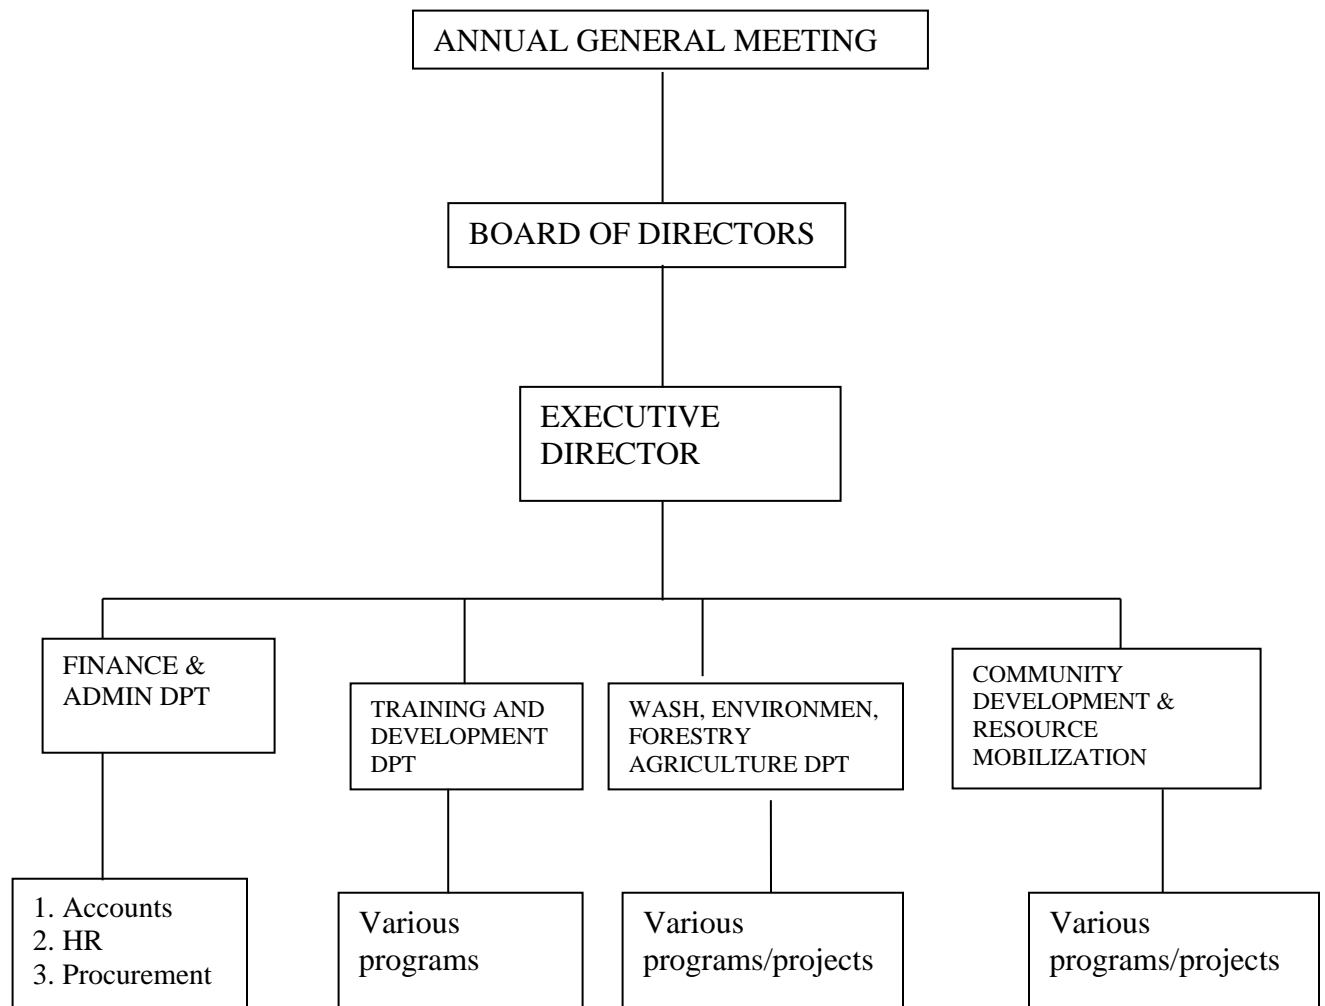 ANNUAL GENERAL MEETING
BOARD OF DIRECTORS
EXECUTIVE
DIRECTOR
FINANCE &
ADMIN DPT
TRAINING AND
DEVELOPMENT
DPT
WASH, ENVIRONMEN,
FORESTRY
AGRICULTURE DPT
COMMUNITY
DEVELOPMENT &
RESOURCE
MOBILIZATION
1. Accounts
2. HR
3. Procurement
Various
programs
Various
programs/projects
Various
programs/projects